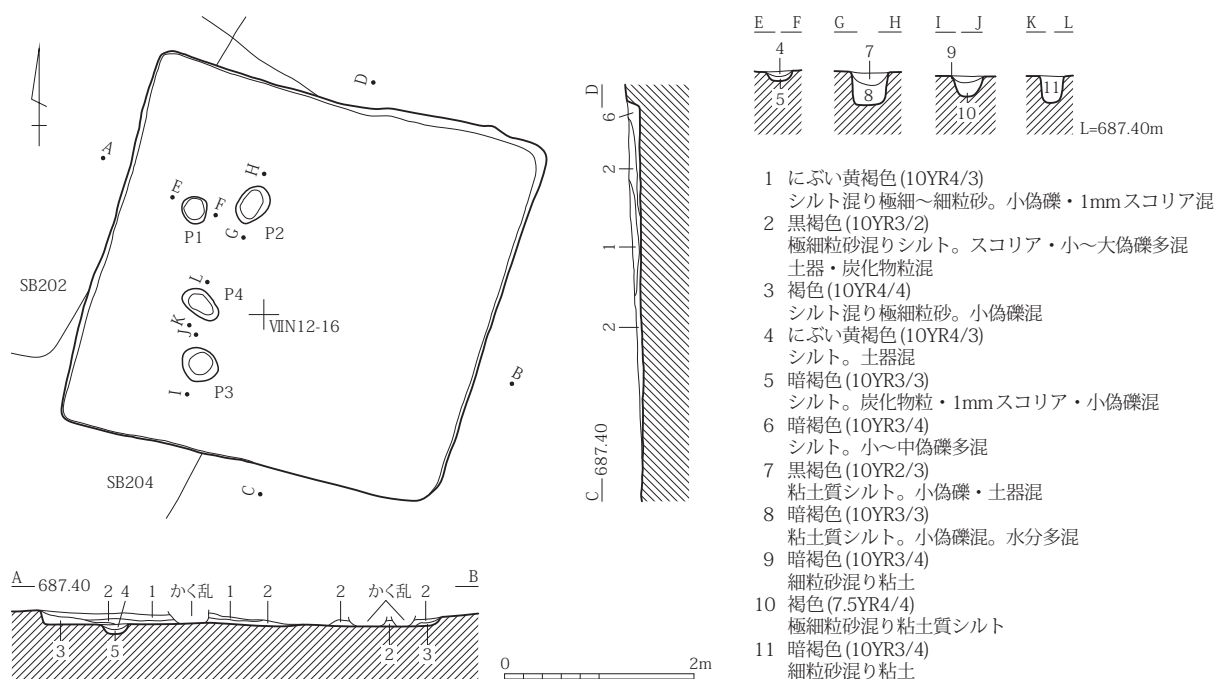 E F G H I J K L
4 7 9
5 8 10 11
L=687.40m
D
A
H
E
F
P1
G
P2
L
P4
SB202
K
J
ⅦN12-16
I
P3
B
SB204
C
D
6
2
1
2
C 687.40
A 687.40 2 4 1 かく乱 1 2 2 かく乱 2 B
3 5 2 3
0 2m
1 にぶい黄褐色(10YR4/3)
シルト混り極細～細粒砂。小偽礫・1mmスコリア混
2 黒褐色(10YR3/2)
極細粒砂混りシルト。スコリア・小～大偽礫多混
土器・炭化物粒混
3 褐色(10YR4/4)
シルト混り極細粒砂。小偽礫混
4 にぶい黄褐色(10YR4/3)
シルト。土器混
5 暗褐色(10YR3/3)
シルト。炭化物粒・1mmスコリア・小偽礫混
6 暗褐色(10YR3/4)
シルト。小～中偽礫多混
7 黒褐色(10YR2/3)
粘土質シルト。小偽礫・土器混
8 暗褐色(10YR3/3)
粘土質シルト。小偽礫混。水分多混
9 暗褐色(10YR3/4)
細粒砂混り粘土
10 褐色(7.5YR4/4)
極細粒砂混り粘土質シルト
11 暗褐色(10YR3/4)
細粒砂混り粘土